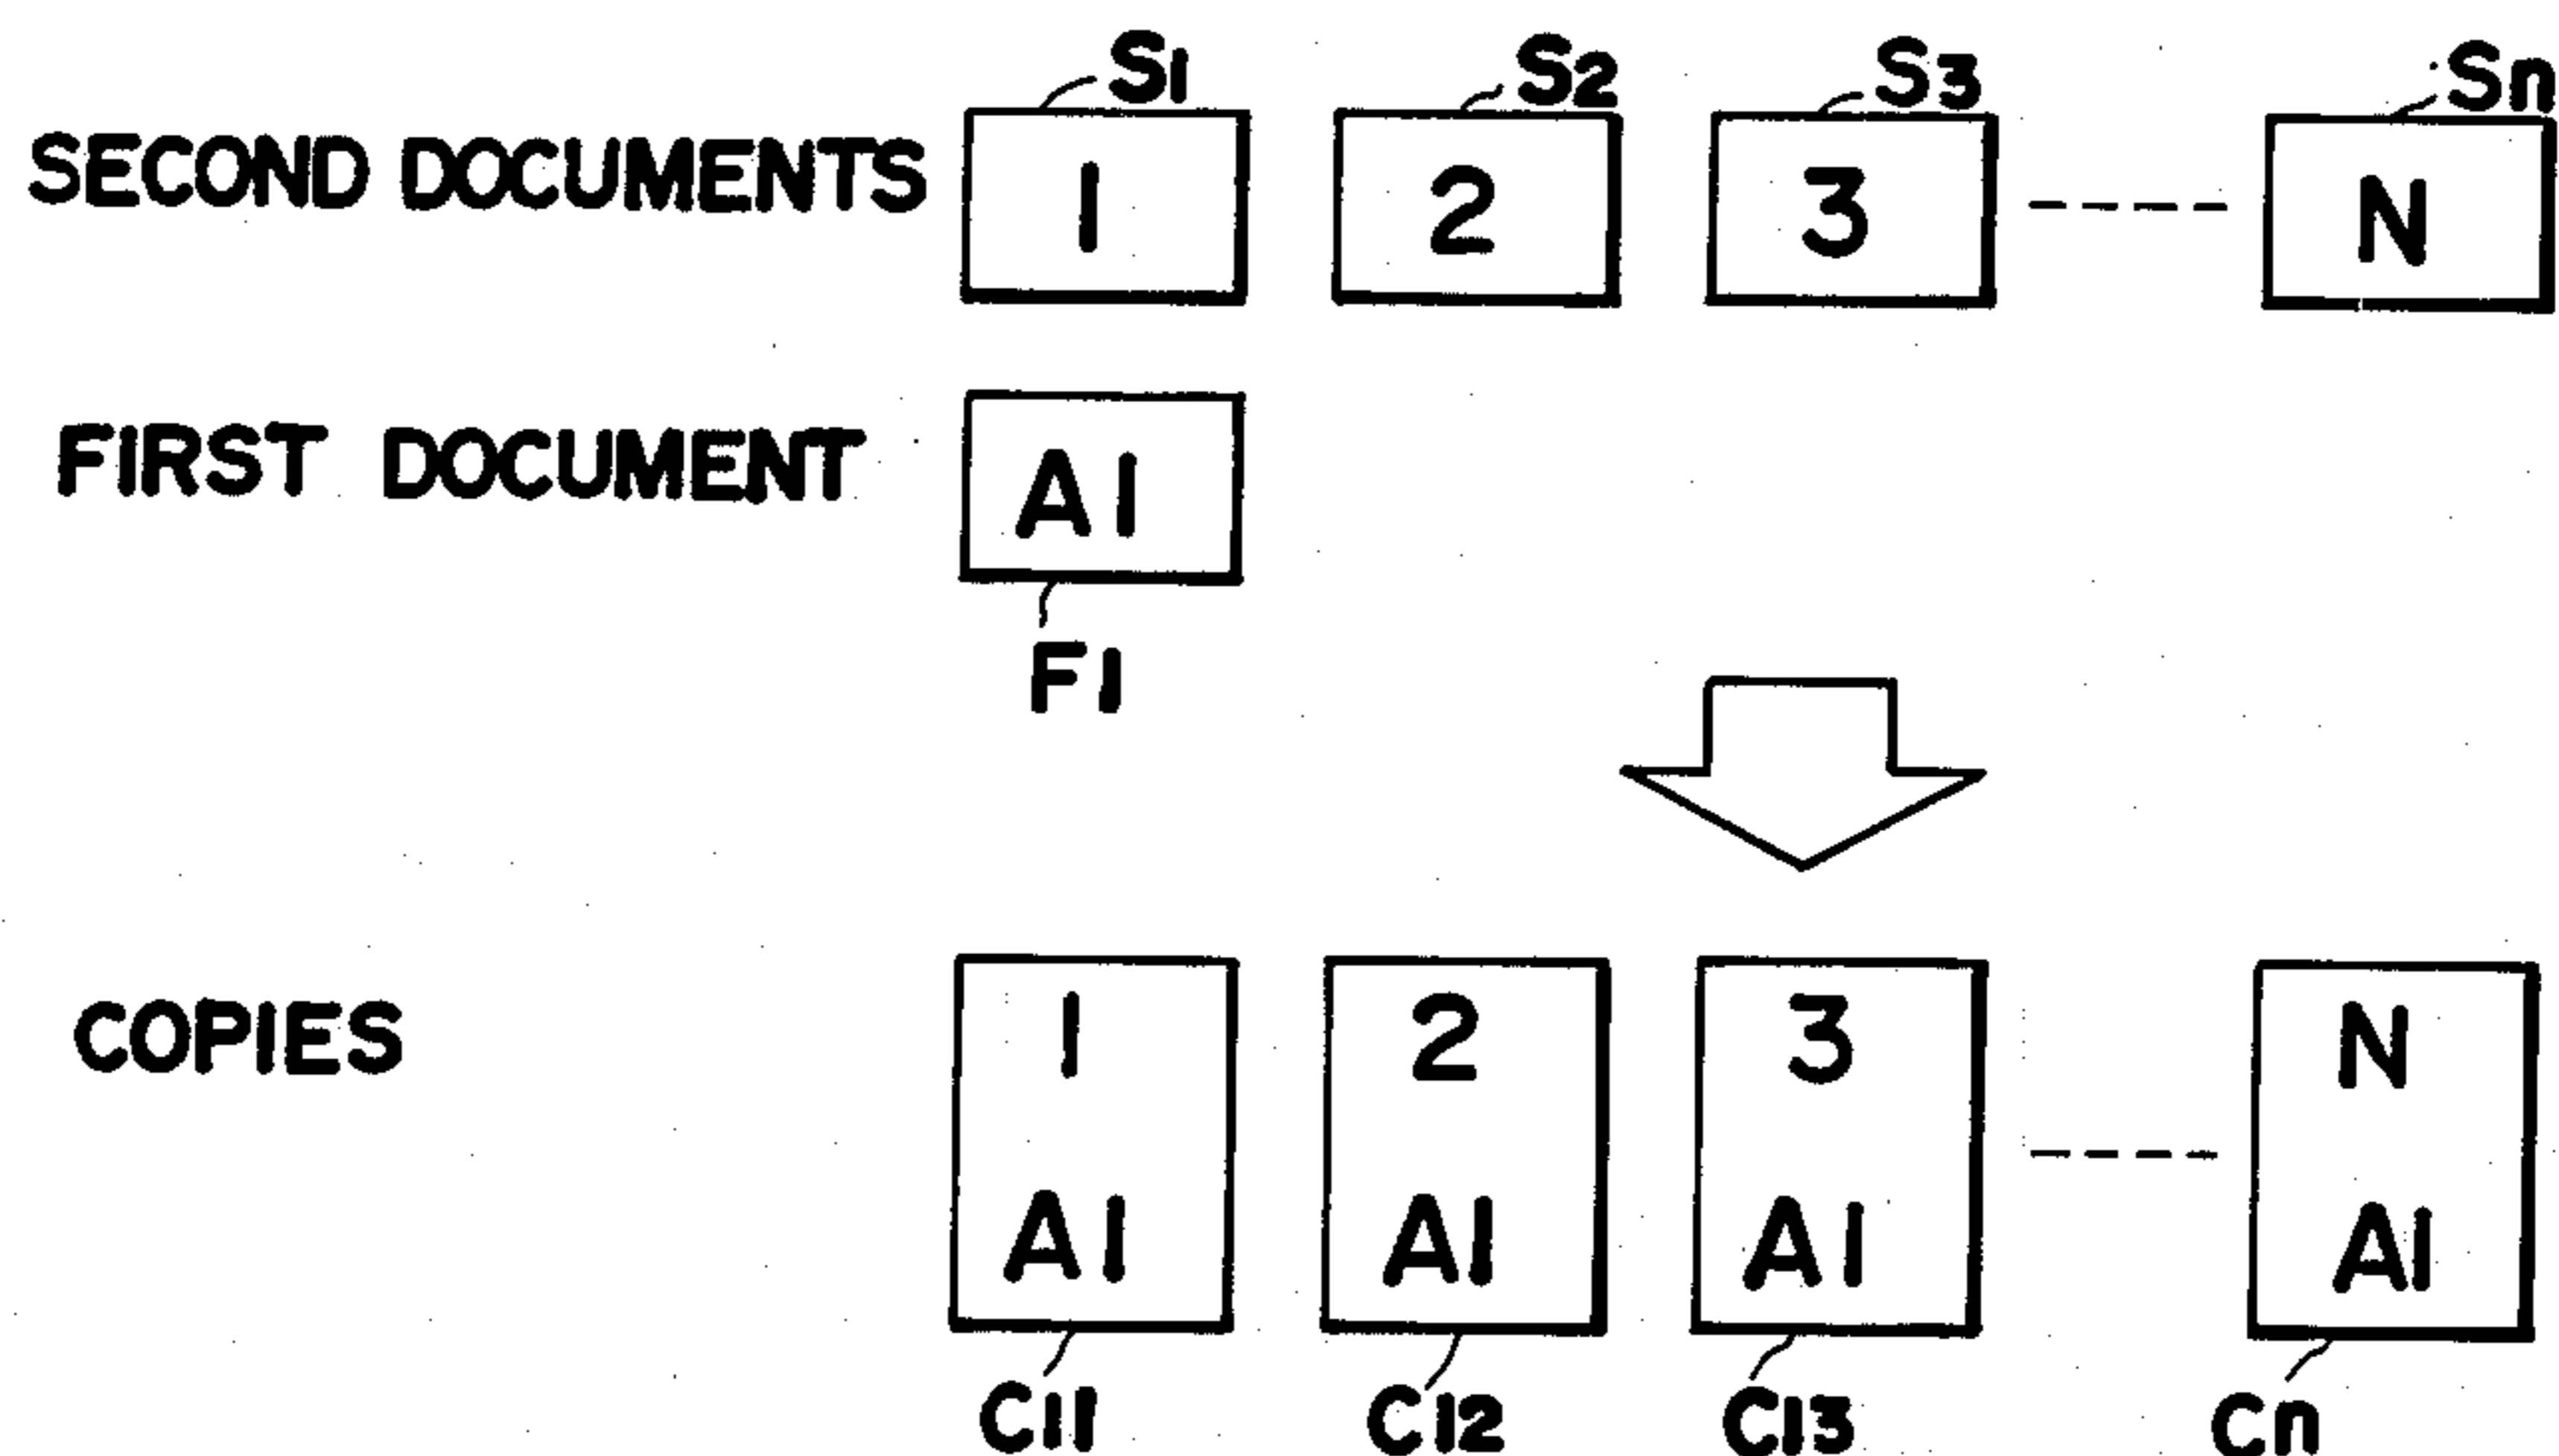 S1 S2 S3 Sn
SECOND DOCUMENTS 1 2 3 N
FIRST DOCUMENT A1
F1
COPIES 1 2 3 N
A1 A1 A1 A1
C11 C12 C13 Cn